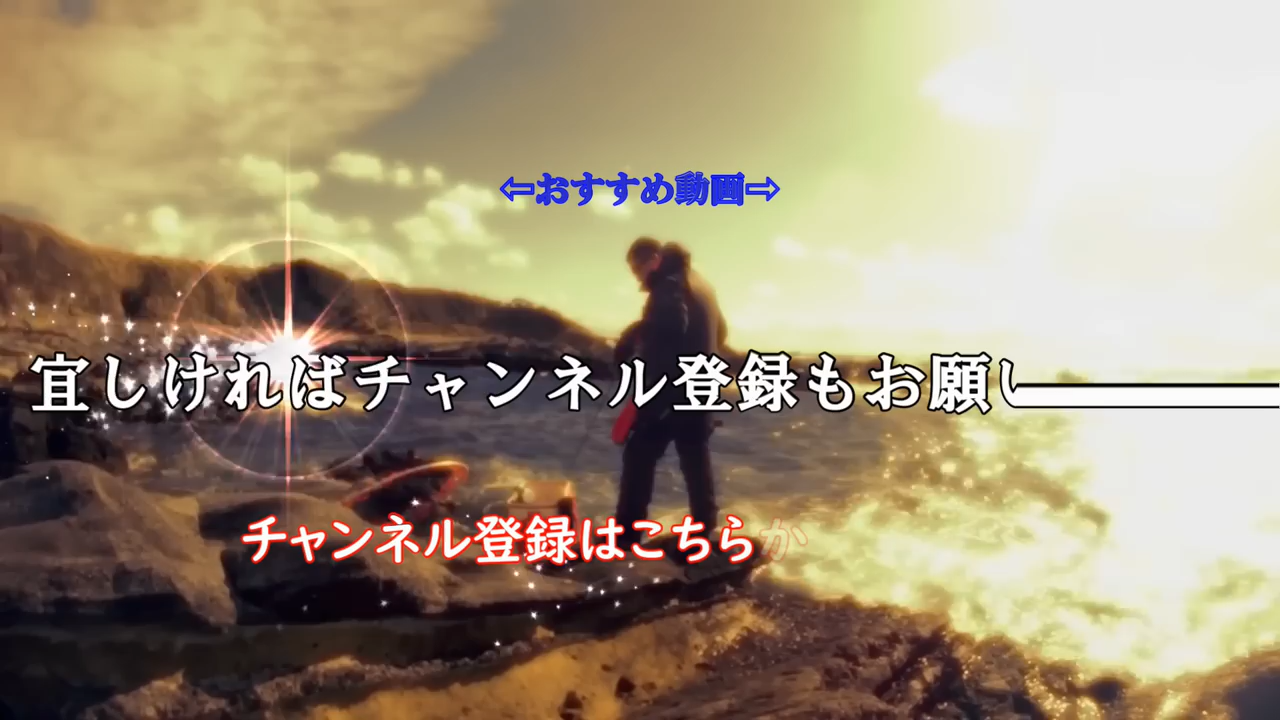 ⇦おすすめ動画⇨
宜しければチャンネル登録もお願い
チャンネル登録はこちらか